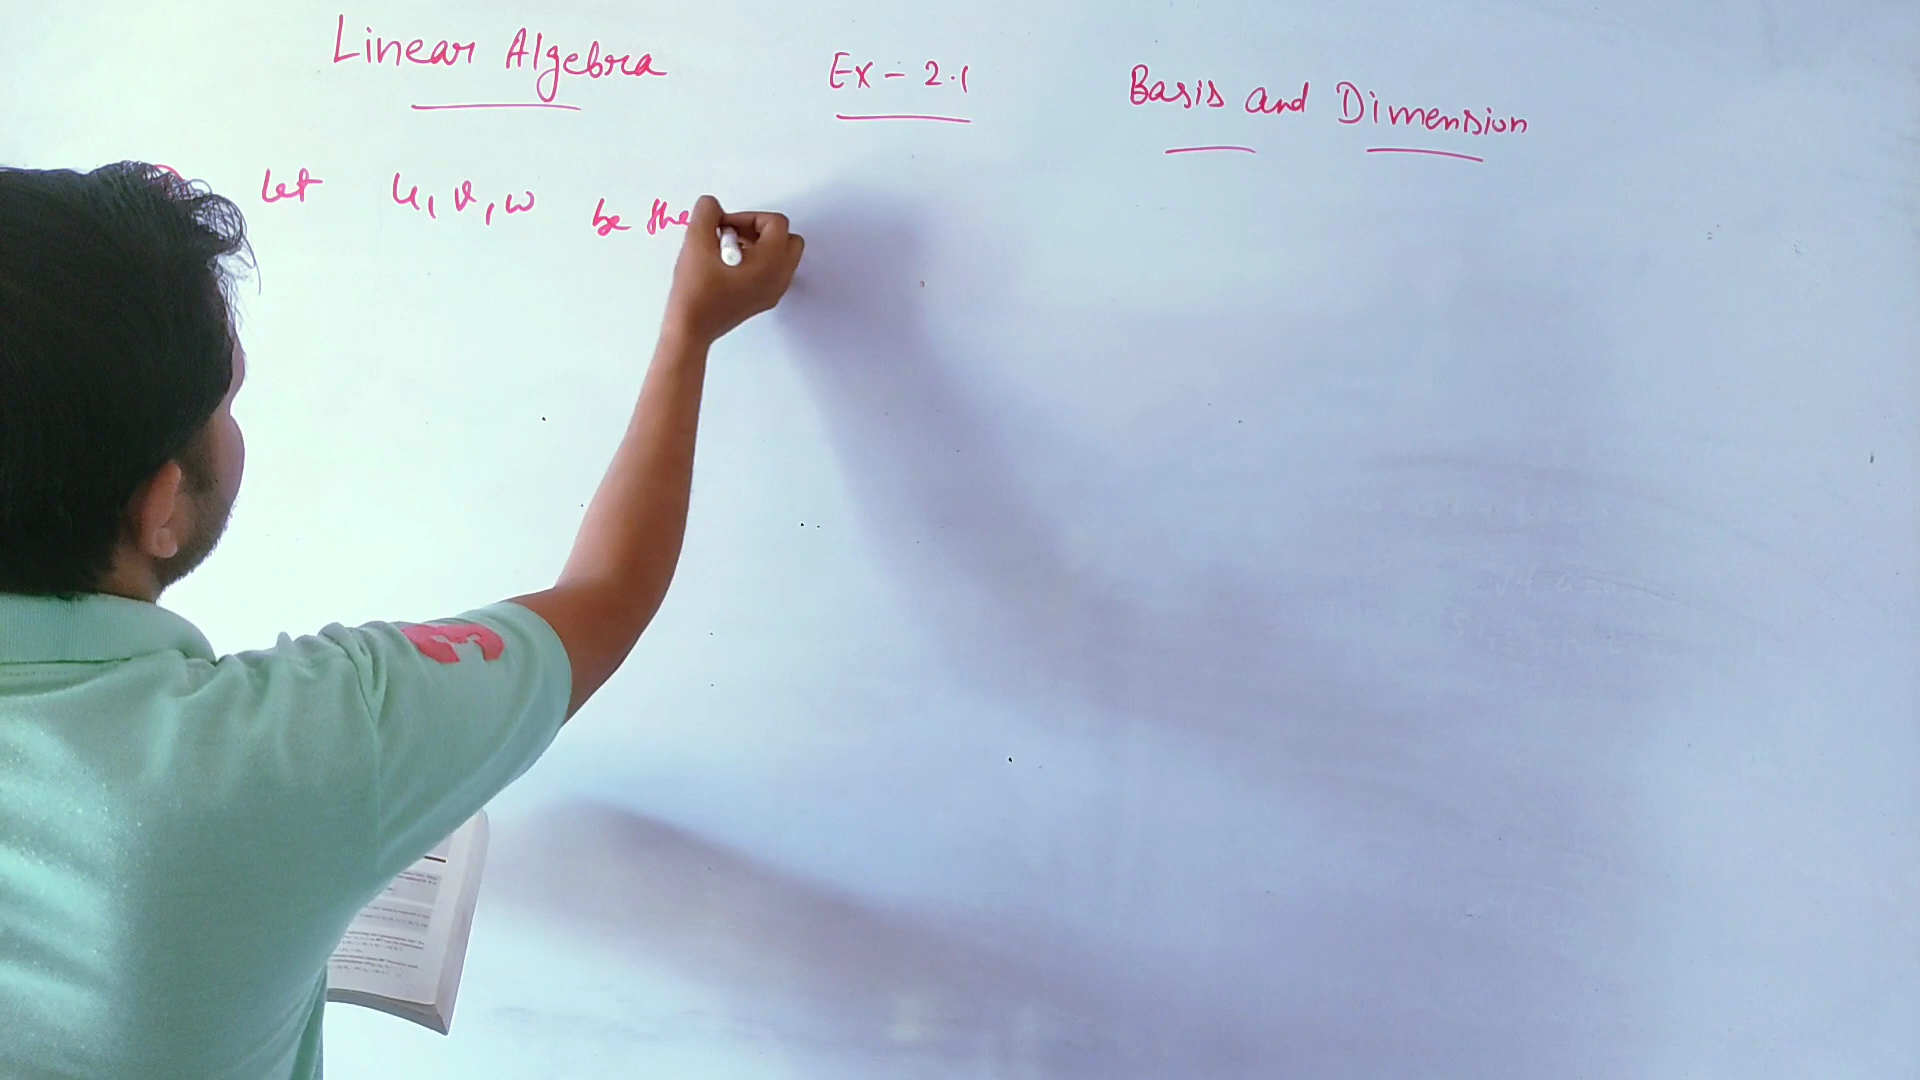 Linear Algebra Ex - 2.1 Basis and Dimension
Let u, v, w be the